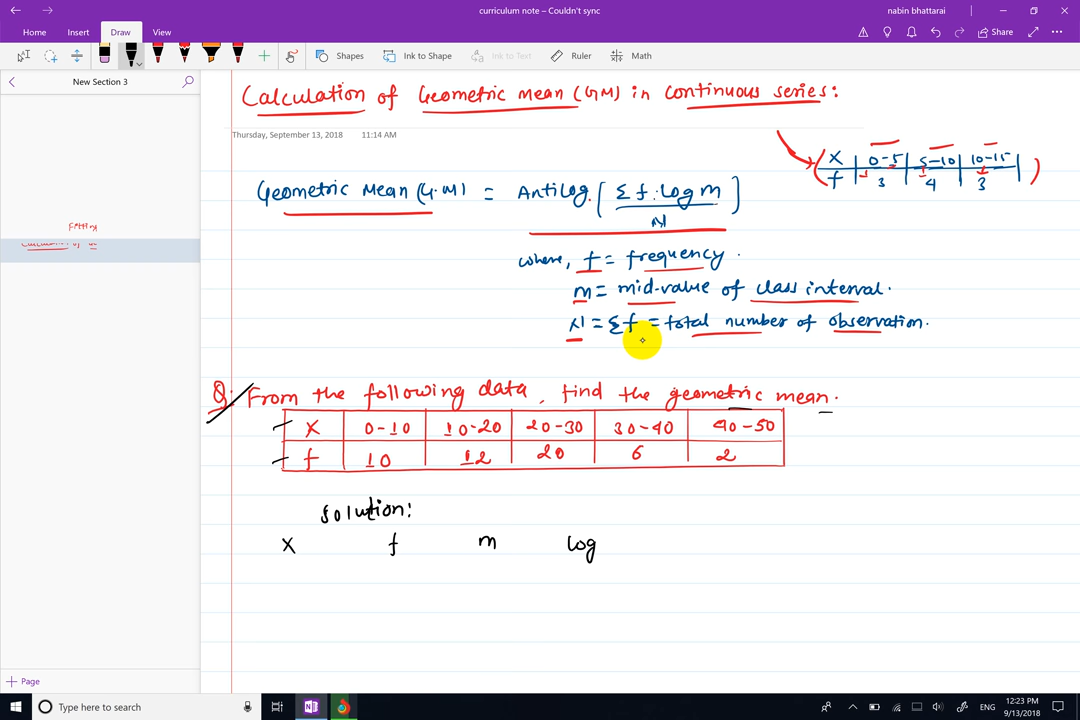 curriculum note – Couldn't sync
nabin bhattarai
Home Insert Draw View
Share
Shapes Ink to Shape Ink to Text Ruler Math
New Section 3
Calculation of Geometric Mean (GM) in continuous series:
Thursday, September 13, 2018 11:14 AM
X 0-5 5-10 10-15
f 3 4 3
Geometric Mean (G.M) = Antilog. [ Σf.logm / N ]
where, f = frequency.
m = mid-value of class interval.
N = Σf = total number of observation.
Q: From the following data, find the geometric mean.
X 0-10 10-20 20-30 30-40 40-50
f 10 12 20 6 2
solution:
X f m log
Page
Type here to search
12:23 PM
9/13/2018